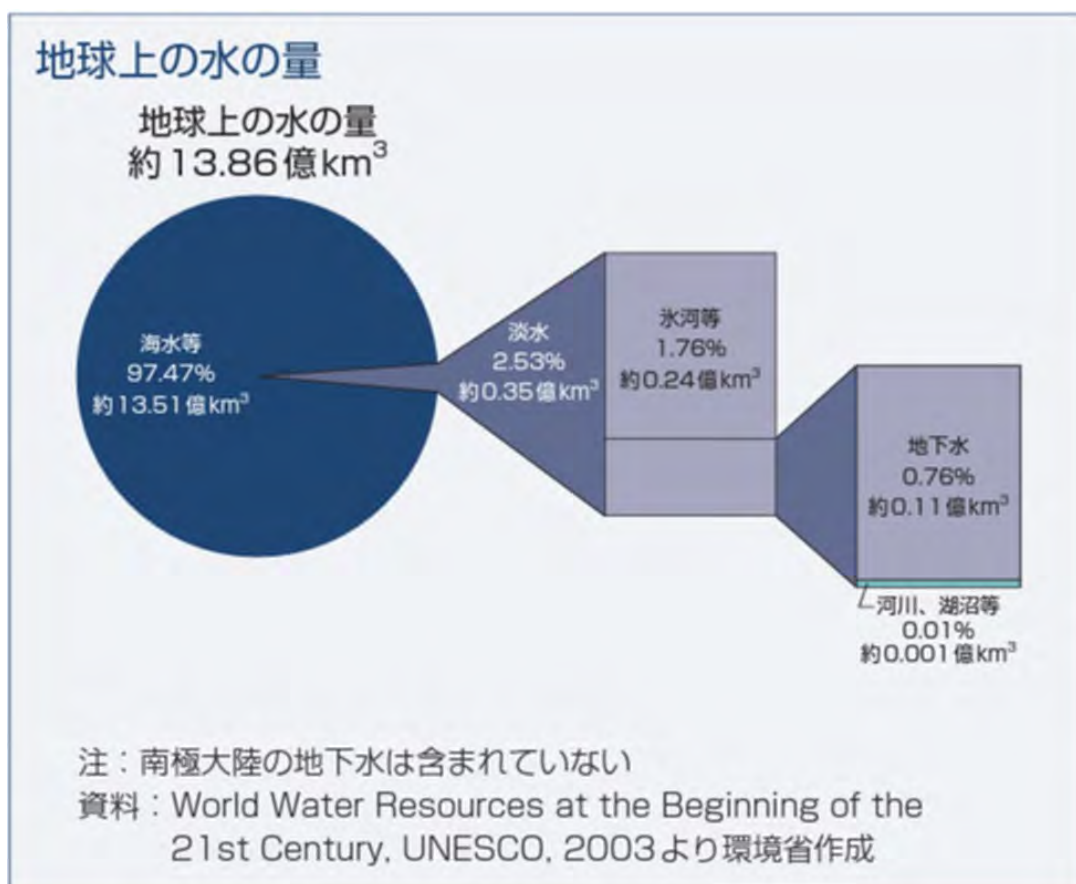 地球上の水の量
地球上の水の量
約13.86億km³
海水等
97.47%
約13.51億km³
淡水
2.53%
約0.35億km³
氷河等
1.76%
約0.24億km³
地下水
0.76%
約0.11億km³
河川、湖沼等
0.01%
約0.001億km³
注：南極大陸の地下水は含まれていない
資料：World Water Resources at the Beginning of the
21st Century, UNESCO, 2003より環境省作成